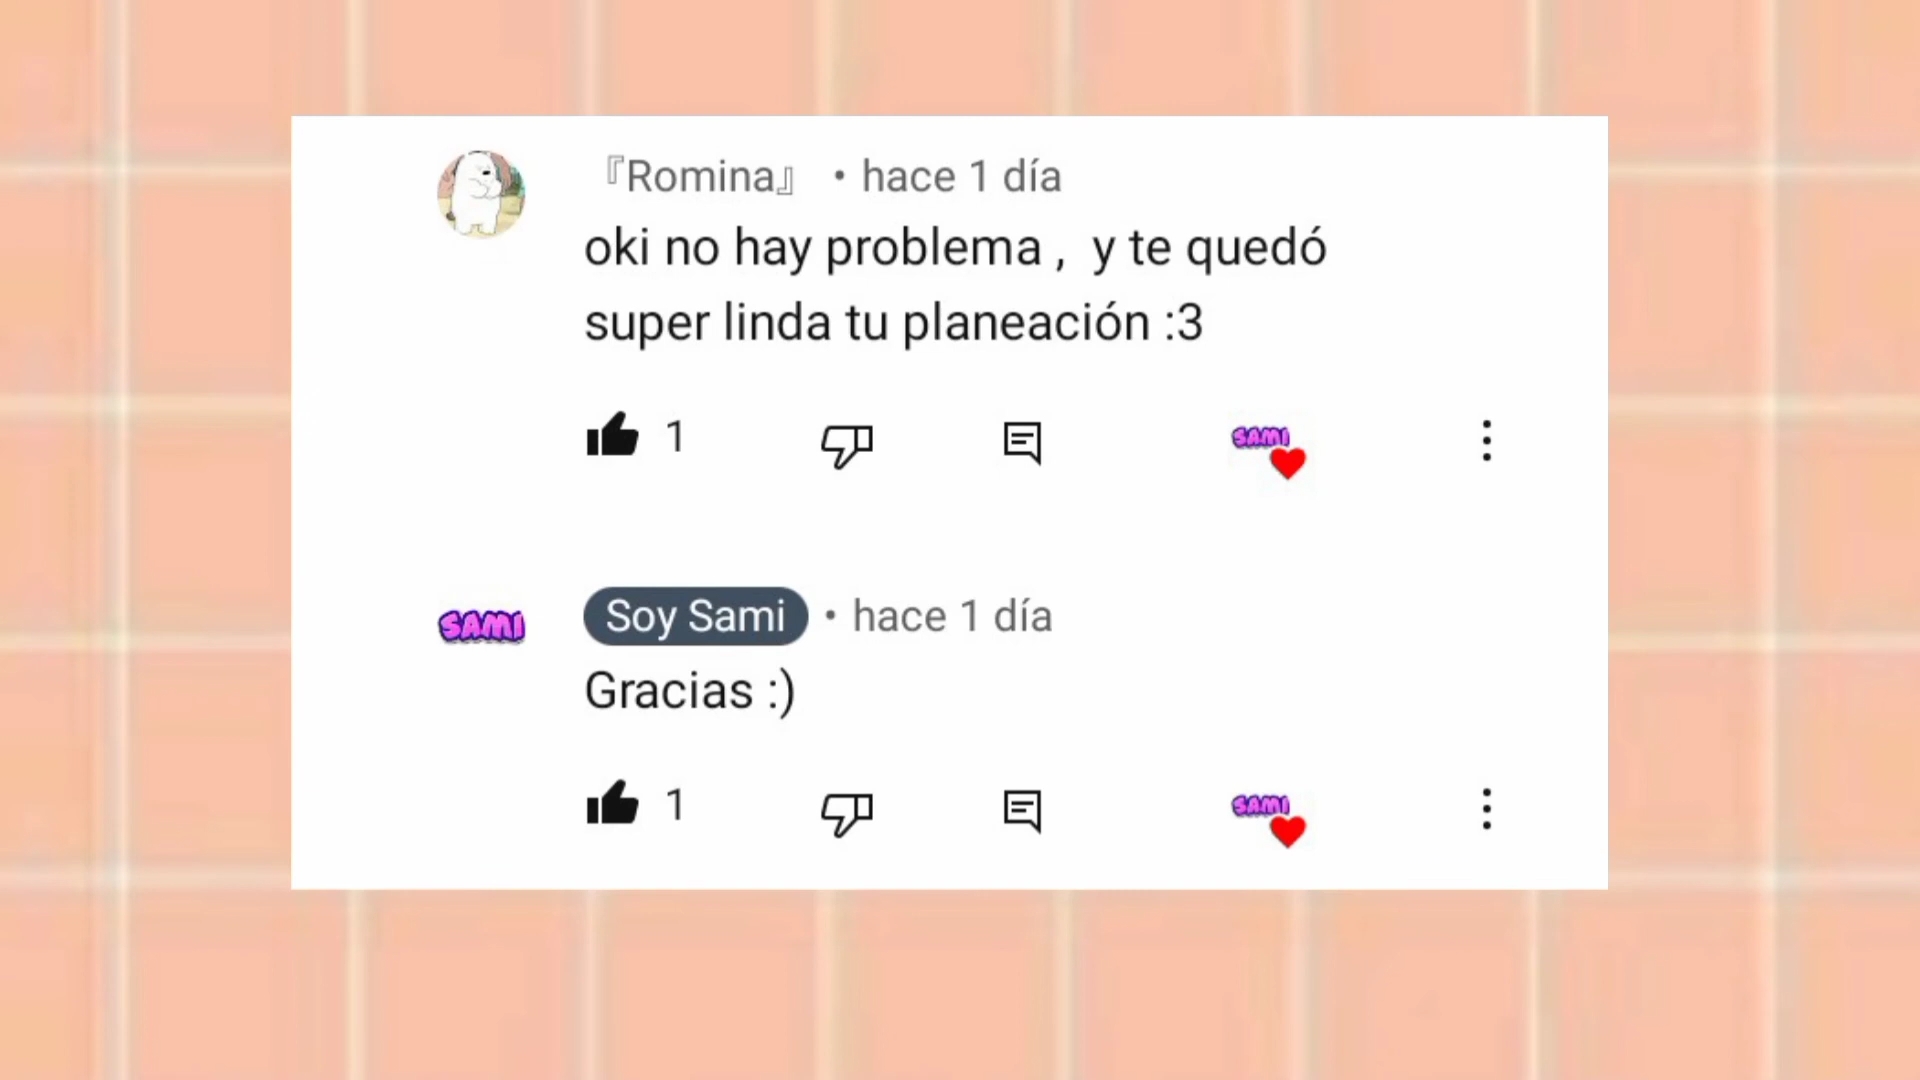 『Romina』 • hace 1 día
oki no hay problema , y te quedó
super linda tu planeación :3
1
SAMI
SAMI
Soy Sami • hace 1 día
Gracias :)
1
SAMI